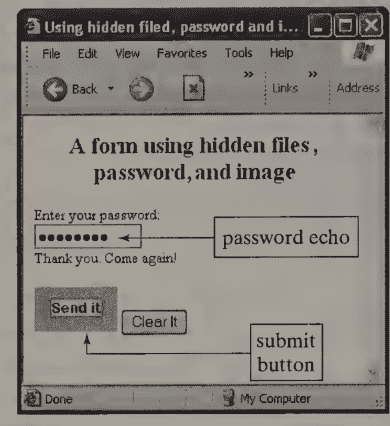 Using hidden filed, password and i...
File Edit View Favorites Tools Help
Back » Links » Address
A form using hidden files,
password, and image
Enter your password:
•••••••• password echo
Thank you. Come again!
Send it Clear It
submit
button
Done My Computer